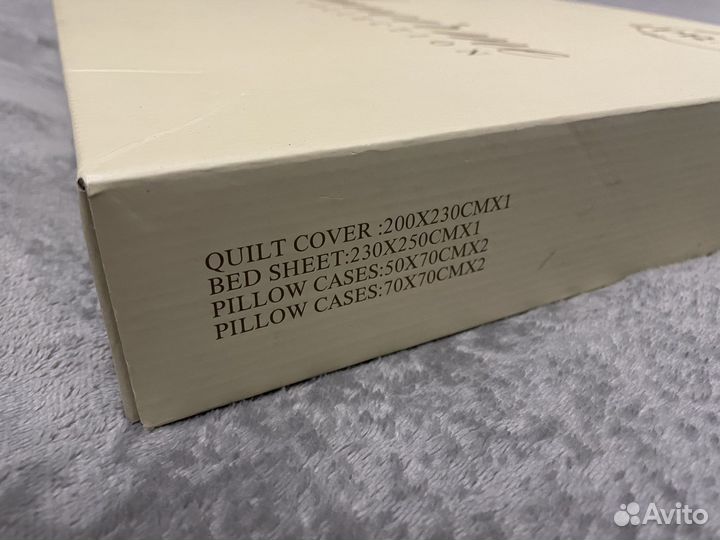 QUILT COVER :200X230CMX1
BED SHEET:230X250CMX1
PILLOW CASES:50X70CMX2
PILLOW CASES:70X70CMX2
Avito